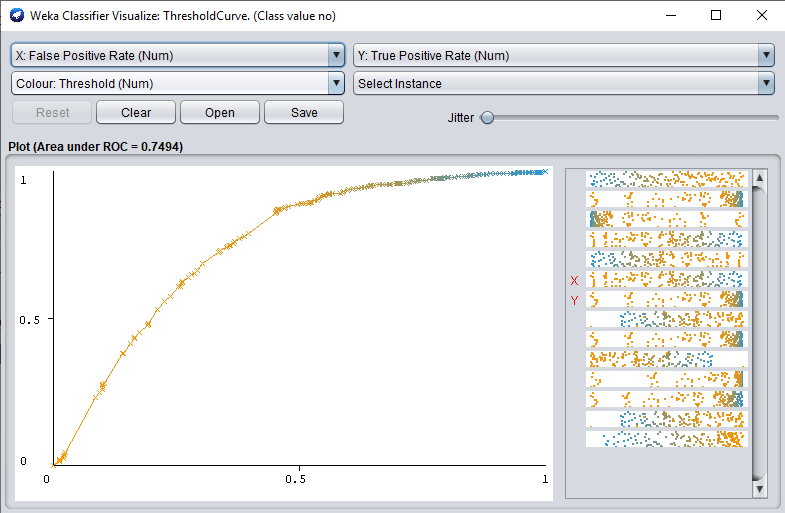 Weka Classifier Visualize: ThresholdCurve. (Class value no)
X: False Positive Rate (Num)
Y: True Positive Rate (Num)
Colour: Threshold (Num)
Select Instance
Reset
Clear
Open
Save
Jitter
Plot (Area under ROC = 0.7494)
1
0.5
0
0
0.5
1
X
Y